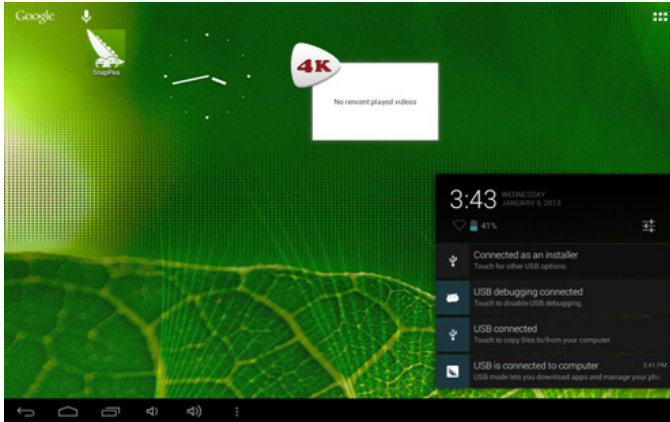 Google
SnapPea
4K
No rencent played videos
3:43 WEDNESDAY
JANUARY 9, 2013
41%
Connected as an installer
Touch for other USB options.
USB debugging connected
Touch to disable USB debugging.
USB connected
Touch to copy files to/from your computer.
USB is connected to computer 3:41 PM
USB mode lets you download apps and manage your